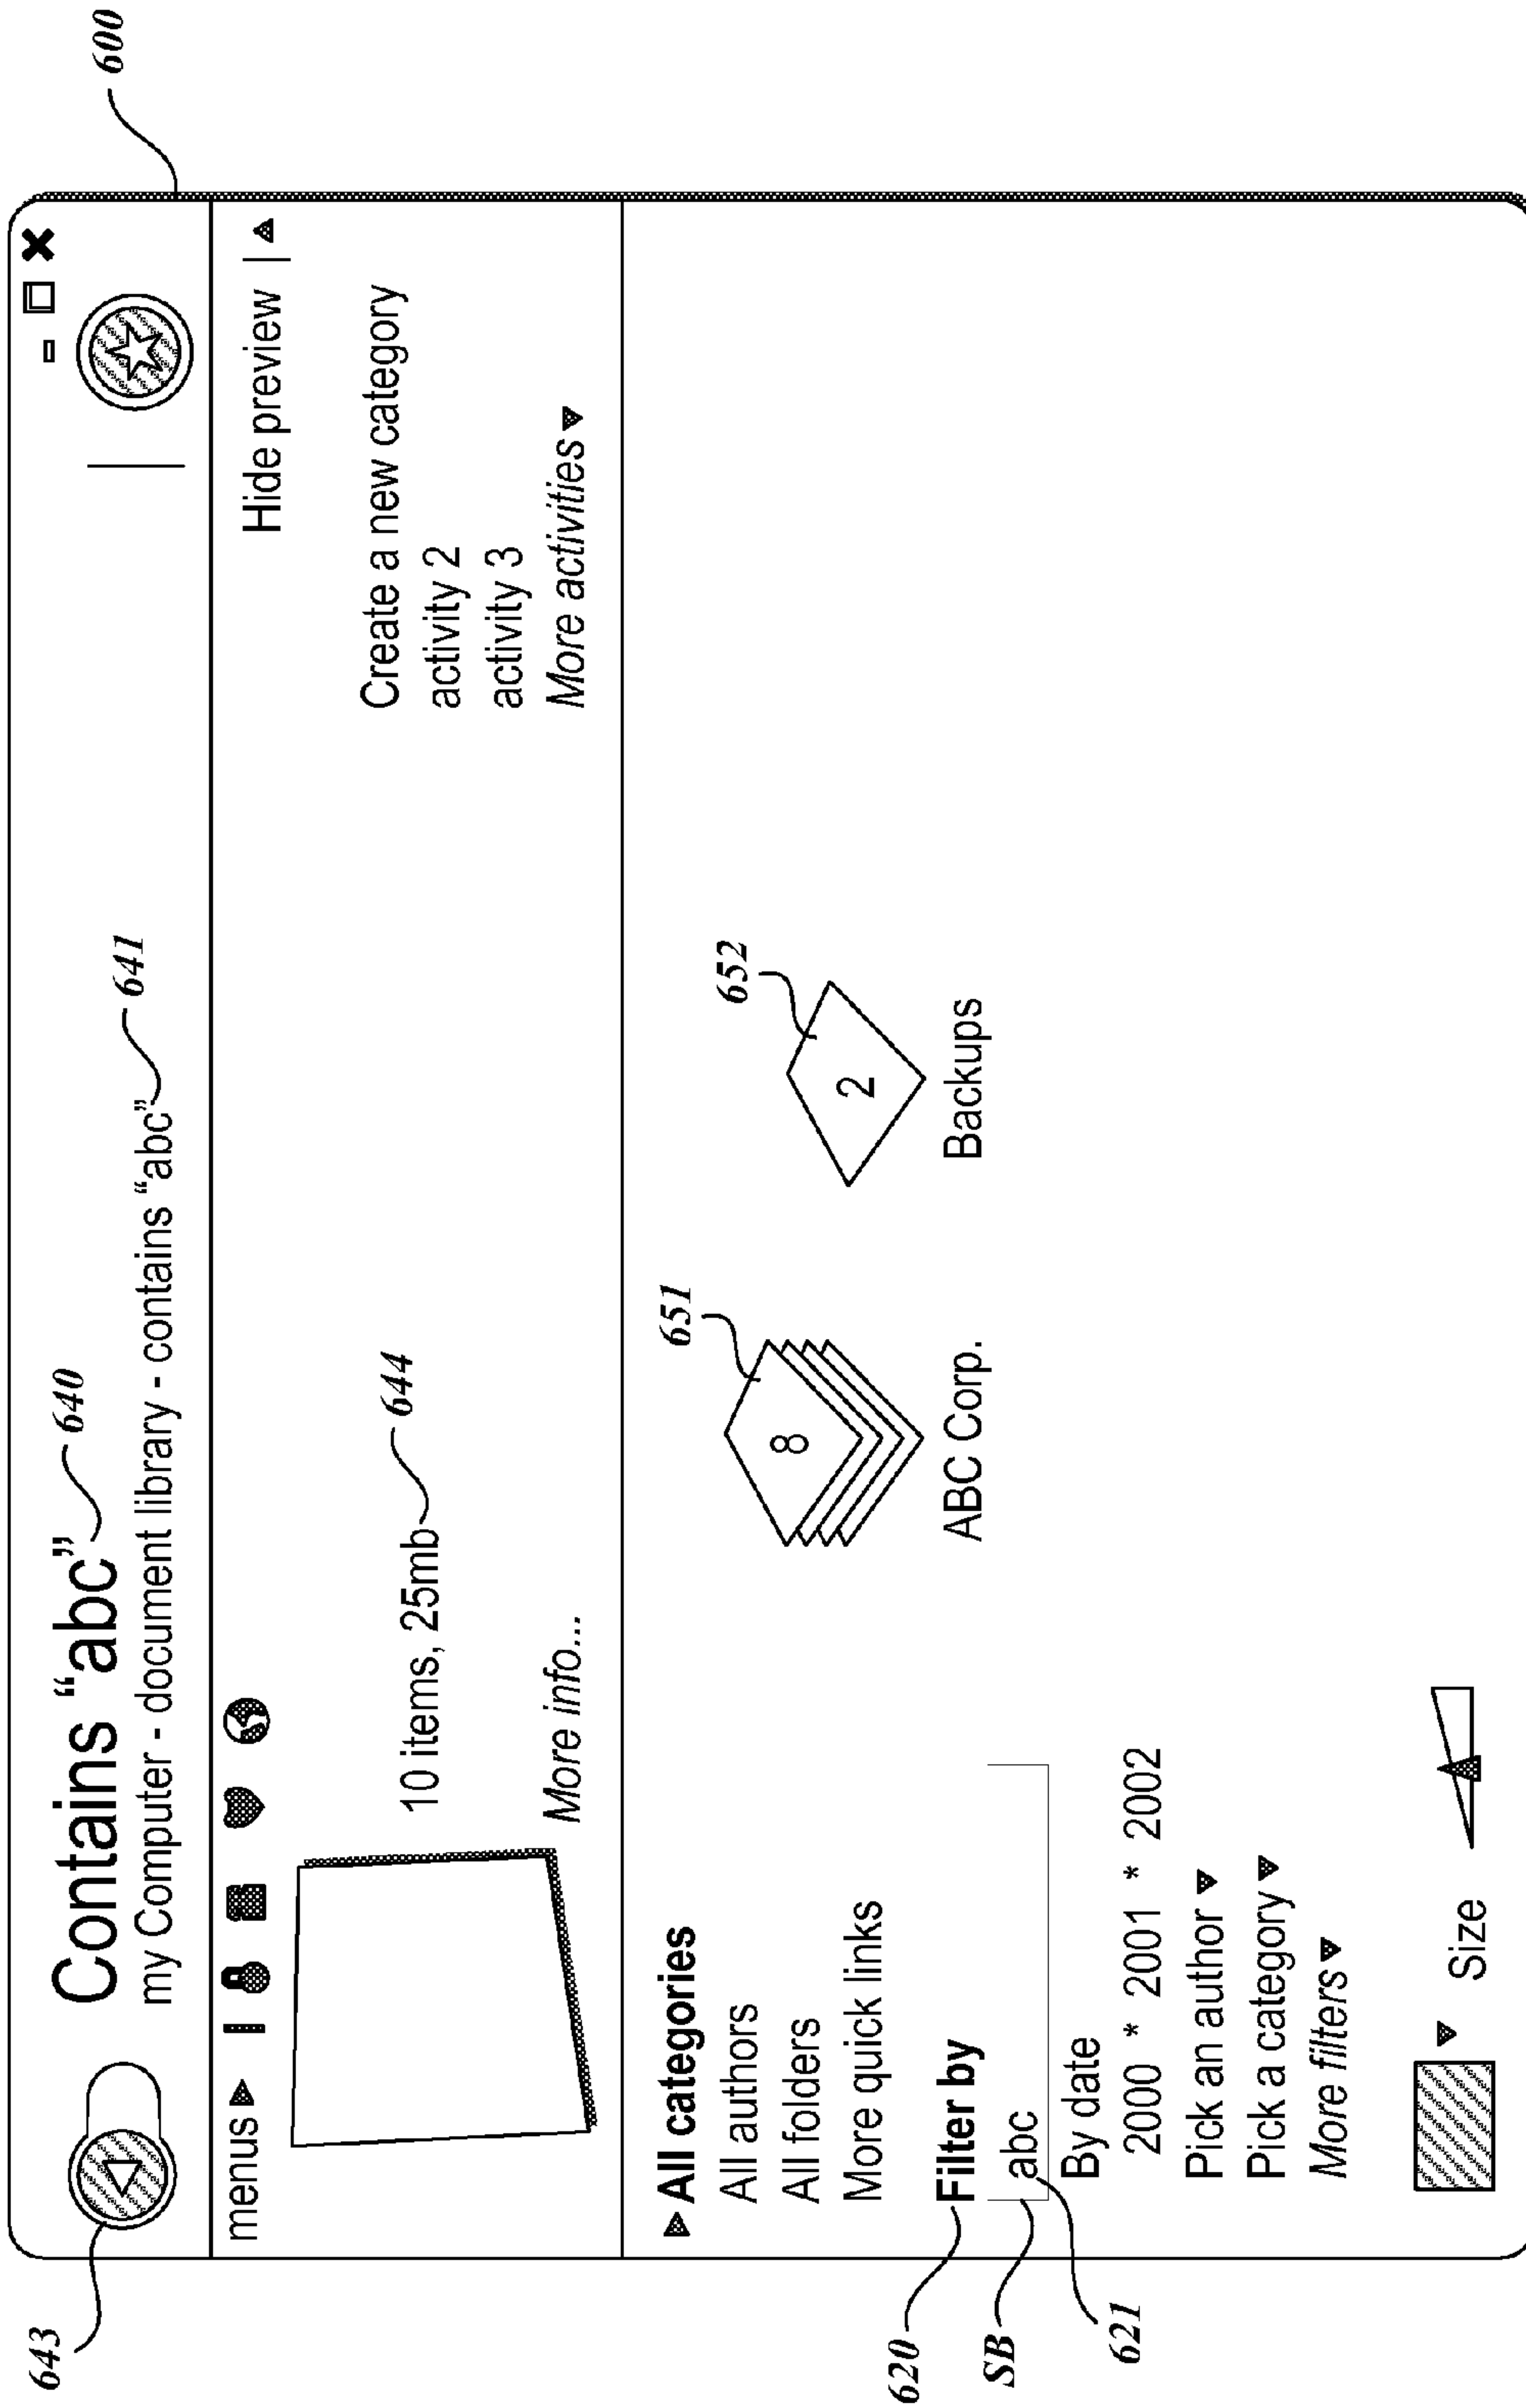 600
643
Contains “abc” 640
my Computer - document library - contains “abc” 641
menus
Hide preview
10 items, 25mb 644
More info...
Create a new category
activity 2
activity 3
More activities
All categories
All authors
All folders
More quick links
620 Filter by
SB
abc
621
By date
2000 * 2001 * 2002
Pick an author
Pick a category
More filters
Size
651
8
ABC Corp.
652
2
Backups